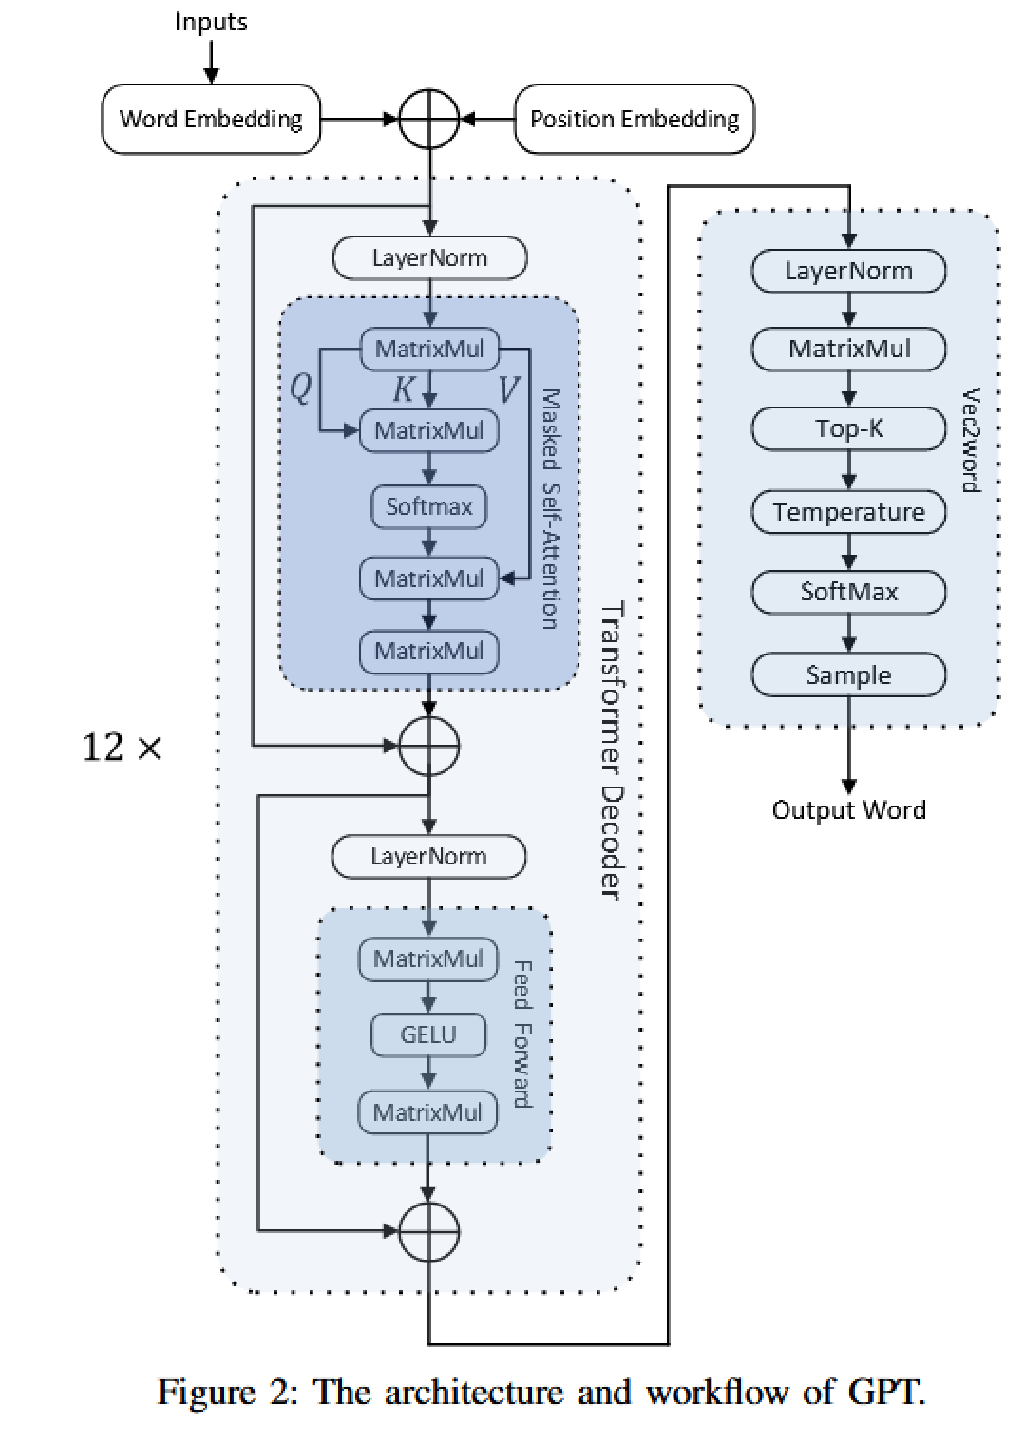 Inputs
Word Embedding
Position Embedding
LayerNorm
MatrixMul
Q
K
V
MatrixMul
Softmax
MatrixMul
MatrixMul
Masked Self-Attention
12 ×
LayerNorm
MatrixMul
GELU
MatrixMul
Feed Forward
Transformer Decoder
LayerNorm
MatrixMul
Top-K
Temperature
SoftMax
Sample
Vec2word
Output Word
Figure 2: The architecture and workflow of GPT.